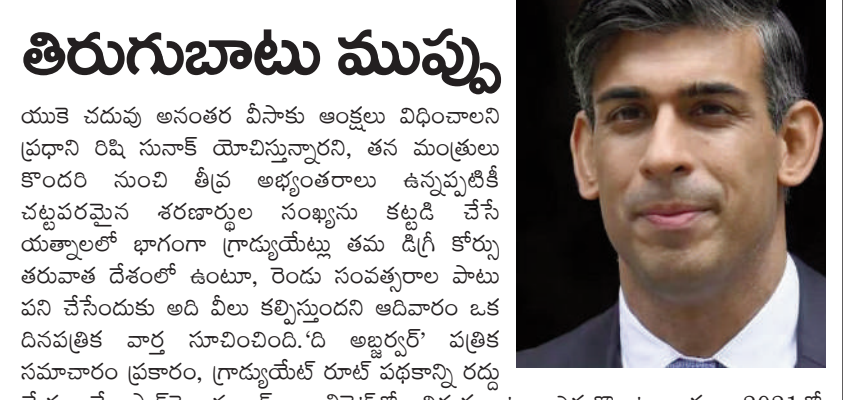 తిరుగుబాటు ముప్పు
యుకె చదువు అనంతర వీసాకు ఆంక్షలు విధించాలని
ప్రధాని రిషి సునాక్ యోచిస్తున్నారని, తన మంత్రులు
కొందరి నుంచి తీవ్ర అభ్యంతరాలు ఉన్నప్పటికీ
చట్టపరమైన శరణార్థుల సంఖ్యను కట్టడి చేసే
యత్నాలలో భాగంగా గ్రాడ్యుయేట్లు తమ డిగ్రీ కోర్సు
తరువాత దేశంలో ఉంటూ, రెండు సంవత్సరాల పాటు
పని చేసేందుకు అది వీలు కల్పిస్తుందని ఆదివారం ఒక
దినపత్రిక వార్త సూచించింది.‘ది అబ్జర్వర్’ పత్రిక
సమాచారం ప్రకారం, గ్రాడ్యుయేట్ రూట్ పథకాన్ని రద్దు